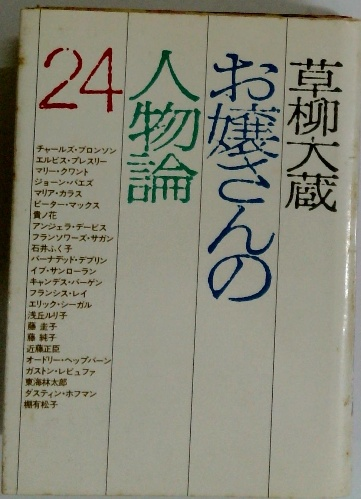 草柳大蔵
お嬢さんの
人物論
24
チャールズ・ブロンソン
エルビス・プレスリー
マリー・クワント
ジョーン・バエズ
マリア・カラス
ピーター・マックス
貴ノ花
アンジェラ・デービス
フランソワーズ・サガン
石井ふく子
バーナデッド・デブリン
イブ・サンローラン
キャンデス・バーゲン
フランシス・レイ
エリック・シーガル
浅丘ルリ子
藤 圭子
藤 純子
近藤正臣
オードリー・ヘップバーン
ガストン・レビュファ
東海林太郎
ダスティン・ホフマン
棚有松子